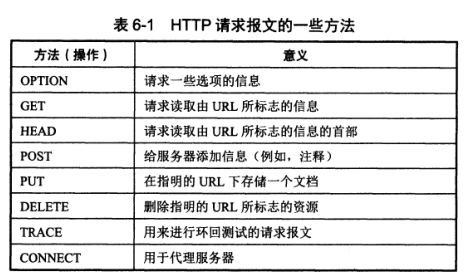 表 6-1 HTTP 请求报文的一些方法
方法（操作） 意义
OPTION 请求一些选项的信息
GET 请求读取由 URL 所标志的信息
HEAD 请求读取由 URL 所标志的信息的首部
POST 给服务器添加信息（例如，注释）
PUT 在指明的 URL 下存储一个文档
DELETE 删除指明的 URL 所标志的资源
TRACE 用来进行环回测试的请求报文
CONNECT 用于代理服务器